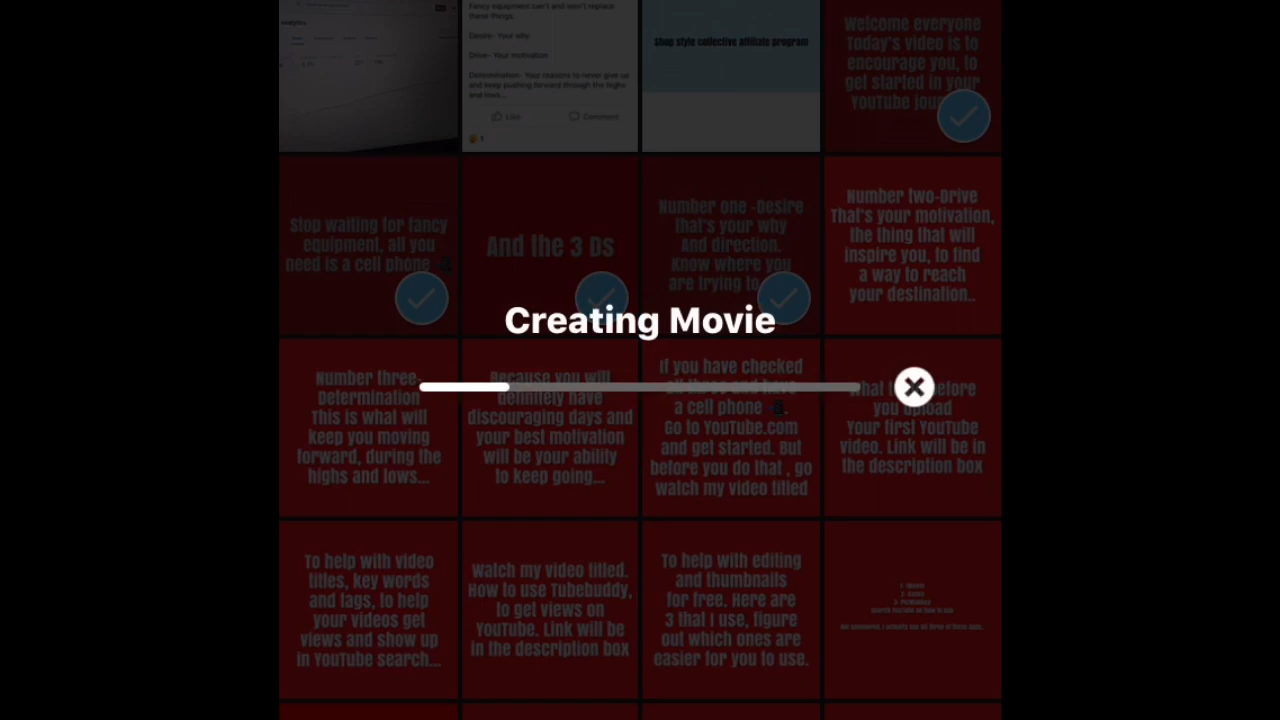 Analytics
Fancy equipment can't and won't replace
these things.
Desire- Your why
Drive- Your motivation
Determination- Your reasons to never give us
and keep pushing forward through the highs
and lows...
Like
Comment
1
Shop style collective affiliate program
Welcome everyone
Today's video is to
encourage you, to
get started in your
YouTube
Stop waiting for fancy
equipment, all you
need is a cell phone
And the 3 Ds
Number one -Desire
That's your why
And direction.
Know where you
are trying to
Number two-Drive
That's your motivation,
the thing that will
inspire you, to find
a way to reach
your destination..
Creating Movie
Number three-
Determination
This is what will
keep you moving
forward, during the
highs and lows...
Because you will
definitely have
discouraging days and
your best motivation
will be your ability
to keep going...
If you have checked
all three and have
a cell phone .
Go to YouTube.com
and get started. But
before you do that , go
watch my video titled
What before
you upload
Your first YouTube
video. Link will be in
the description box
To help with video
titles, key words
and tags, to help
your videos get
views and show up
in YouTube search...
Watch my video titled.
How to use Tubebuddy,
to get views on
YouTube. Link will be
in the description box
To help with editing
and thumbnails
for free. Here are
3 that I use, figure
out which ones are
easier for you to use.